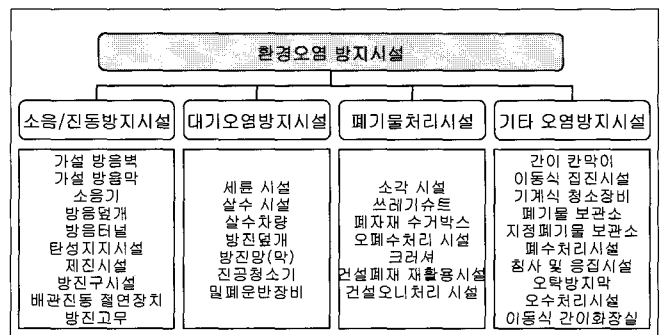 환경오염 방지시설
소음/진동방지시설
대기오염방지시설
폐기물처리시설
기타 오염방지시설
가설 방음벽
가설 방음막
소음기
방음덮개
방음터널
탄성지지시설
제진시설
방진구시설
배관진동 절연장치
방진고무
세륜 시설
살수 시설
살수차량
방진덮개
방진망(막)
진공청소기
밀폐운반장비
소각 시설
쓰레기슈트
폐자재 수거박스
오폐수처리 시설
크러셔
건설폐재 재활용시설
건설오니처리 시설
간이 칸막이
이동식 집진시설
기계식 청소장비
폐기물 보관소
지정폐기물 보관소
폐수처리시설
침사 및 응집시설
오탁방지막
오수처리시설
이동식 간이화장실